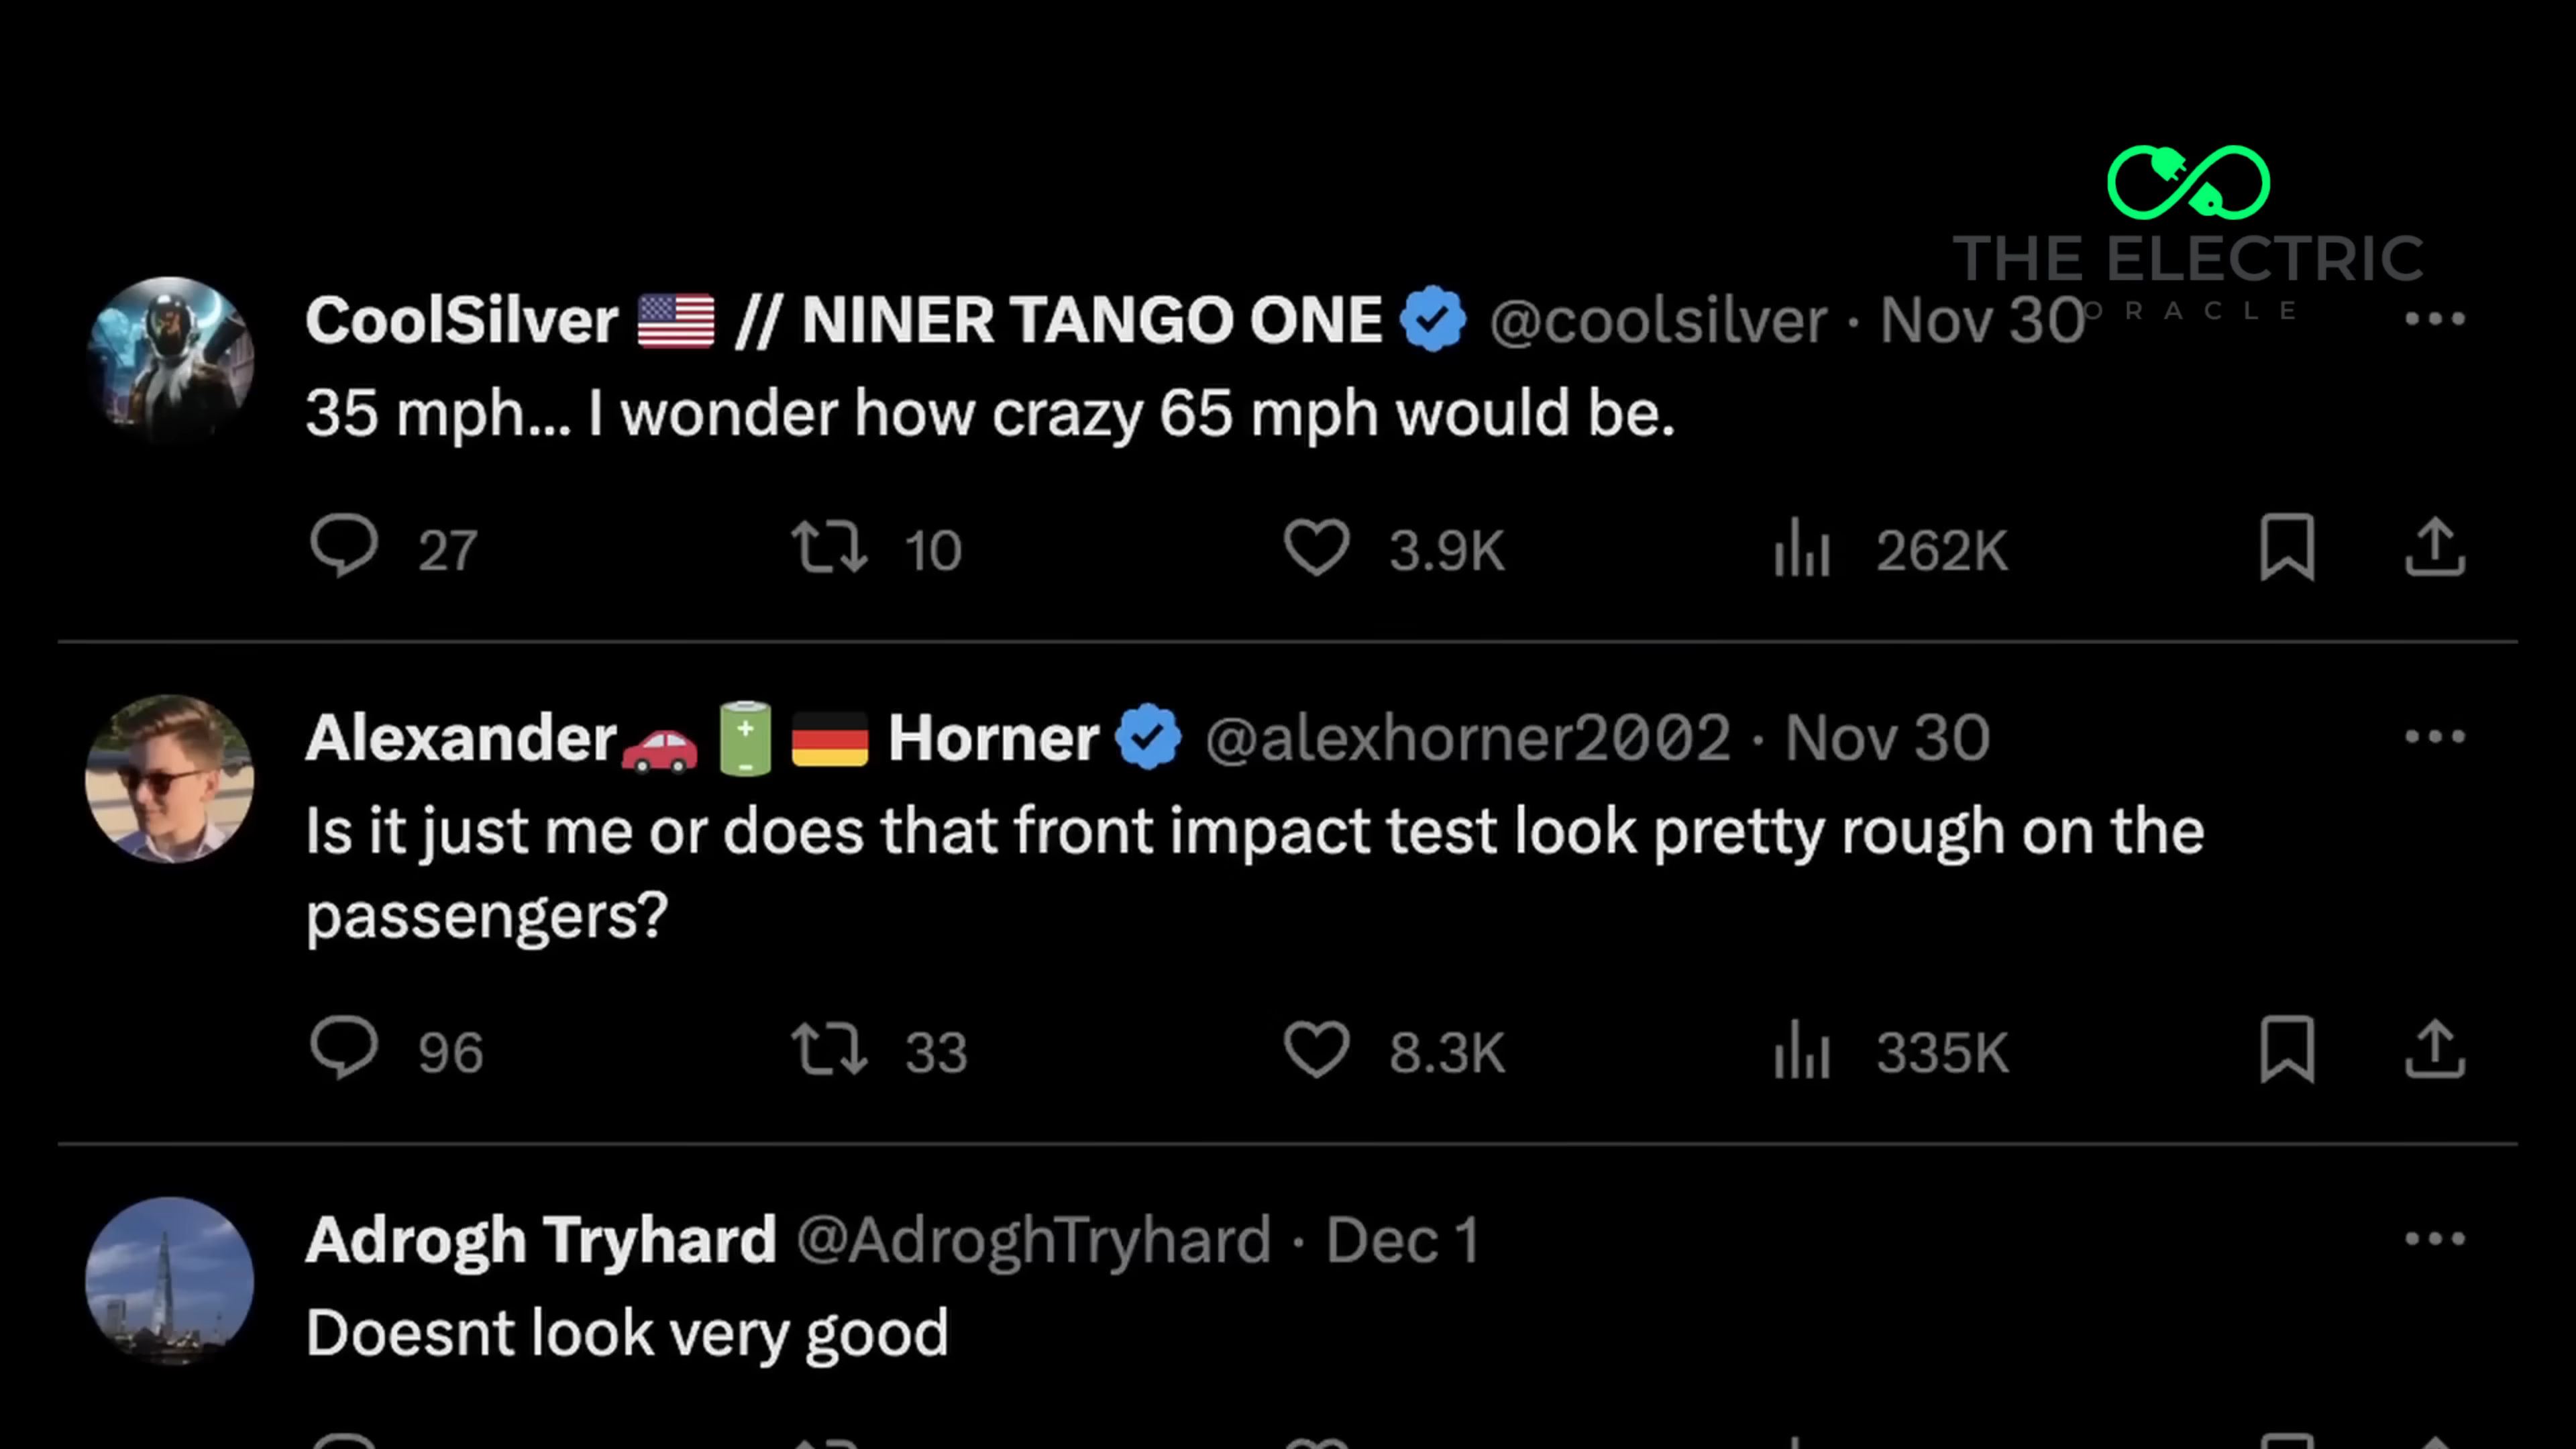 THE ELECTRIC
ORACLE
CoolSilver 🇺🇸 // NINER TANGO ONE @coolsilver · Nov 30
35 mph... I wonder how crazy 65 mph would be.
27 10 3.9K 262K
Alexander🚗🔋🇩🇪 Horner @alexhorner2002 · Nov 30
Is it just me or does that front impact test look pretty rough on the
passengers?
96 33 8.3K 335K
Adrogh Tryhard @AdroghTryhard · Dec 1
Doesnt look very good